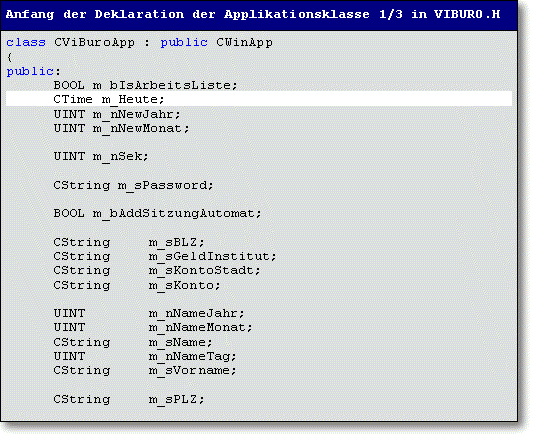 Anfang der Deklaration der Applikationsklasse 1/3 in VIBURO.H
class CViBuroApp : public CWinApp
{
public:
BOOL m_bIsArbeitsListe;
CTime m_Heute;
UINT m_nNewJahr;
UINT m_nNewMonat;
UINT m_nSek;
CString m_sPassword;
BOOL m_bAddSitzungAutomat;
CString m_sBLZ;
CString m_sGeldInstitut;
CString m_sKontoStadt;
CString m_sKonto;
UINT m_nNameJahr;
UINT m_nNameMonat;
CString m_sName;
UINT m_nNameTag;
CString m_sVorname;
CString m_sPLZ;